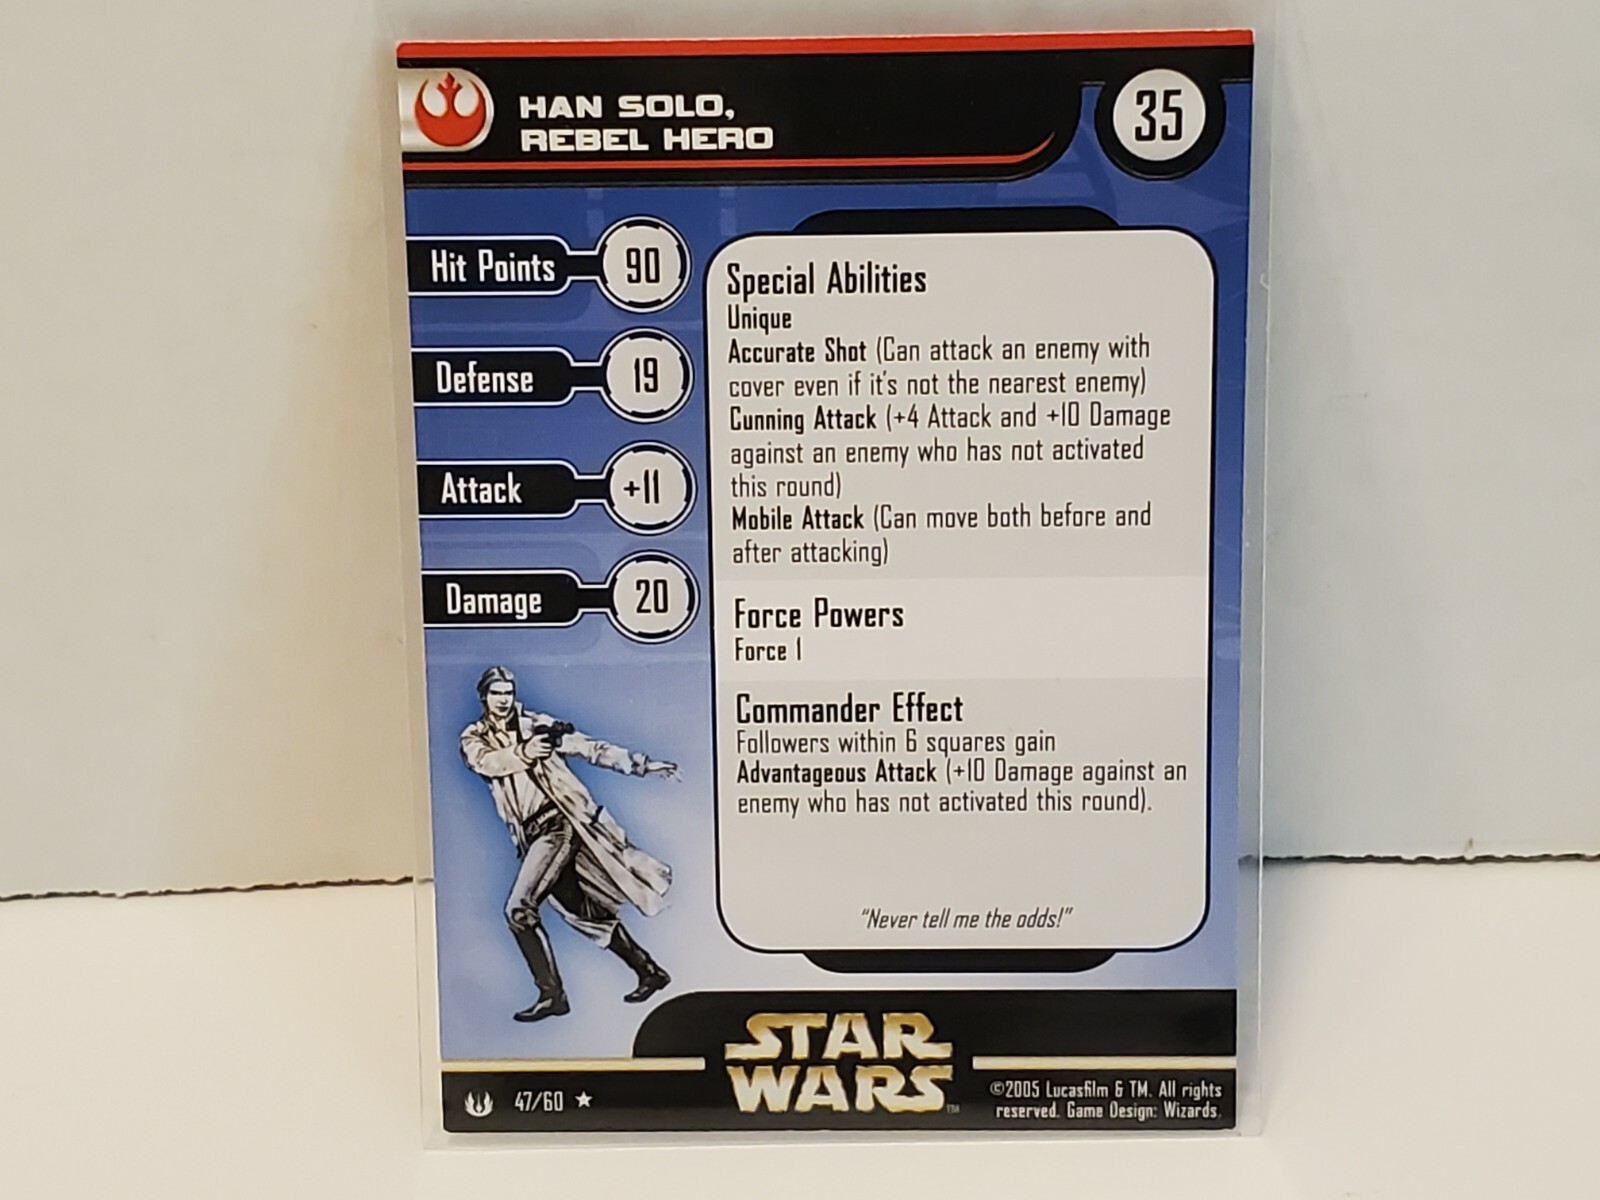 HAN SOLO,
REBEL HERO
35
Hit Points 90
Defense 19
Attack +11
Damage 20
Special Abilities
Unique
Accurate Shot (Can attack an enemy with
cover even if it's not the nearest enemy)
Cunning Attack (+4 Attack and +10 Damage
against an enemy who has not activated
this round)
Mobile Attack (Can move both before and
after attacking)
Force Powers
Force 1
Commander Effect
Followers within 6 squares gain
Advantageous Attack (+10 Damage against an
enemy who has not activated this round).
"Never tell me the odds!"
STAR
WARS™
47/60 ★
©2005 Lucasfilm & TM. All rights
reserved. Game Design: Wizards.